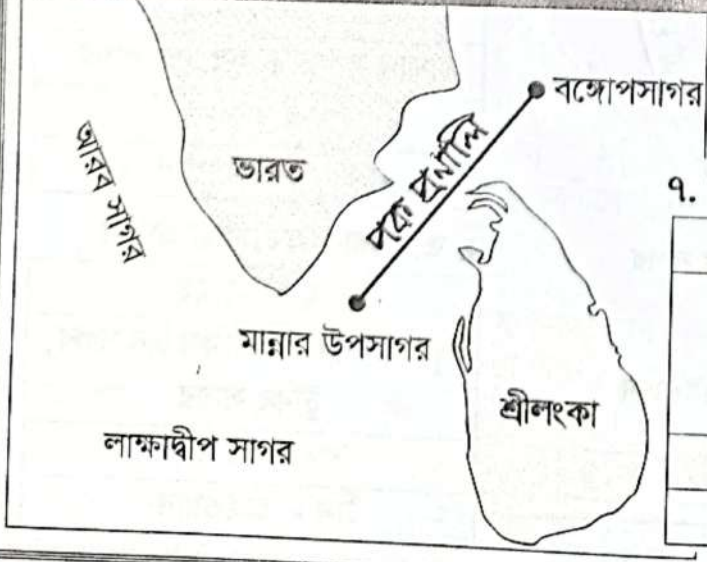 বঙ্গোপসাগর
পক প্রণালি
ভারত
আরব সাগর
৭.
মান্নার উপসাগর
শ্রীলংকা
লাক্ষাদ্বীপ সাগর